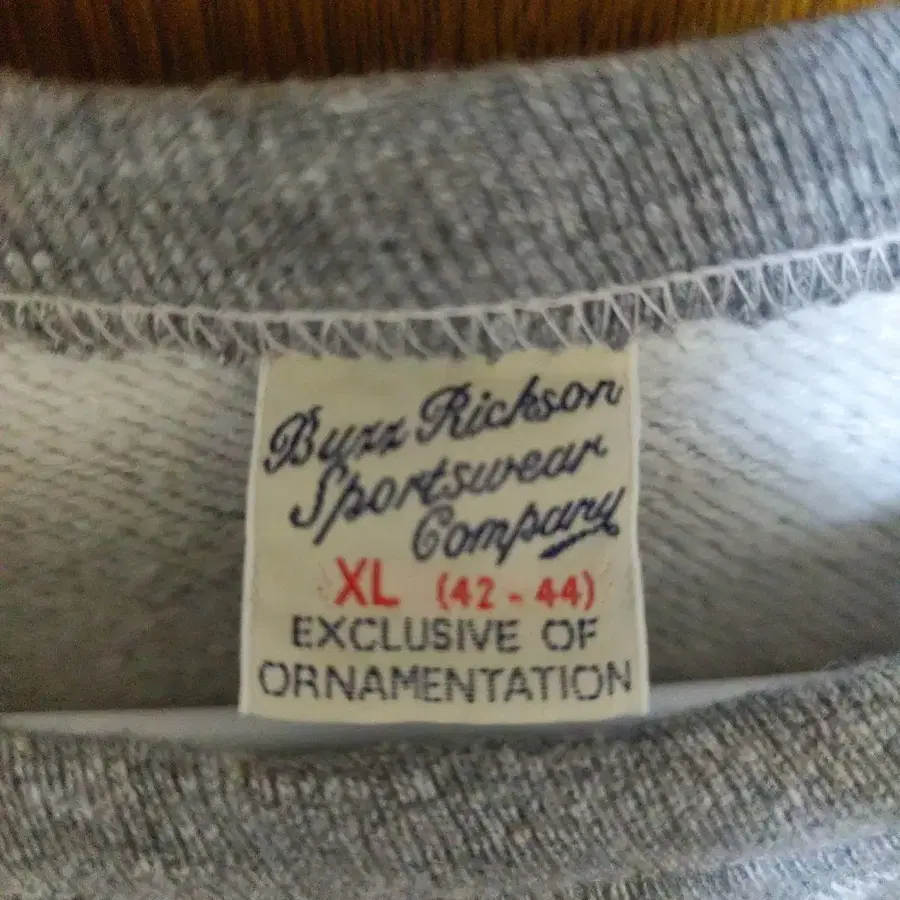 Buzz Rickson
Sportswear
Company
XL (42 - 44)
EXCLUSIVE OF
ORNAMENTATION